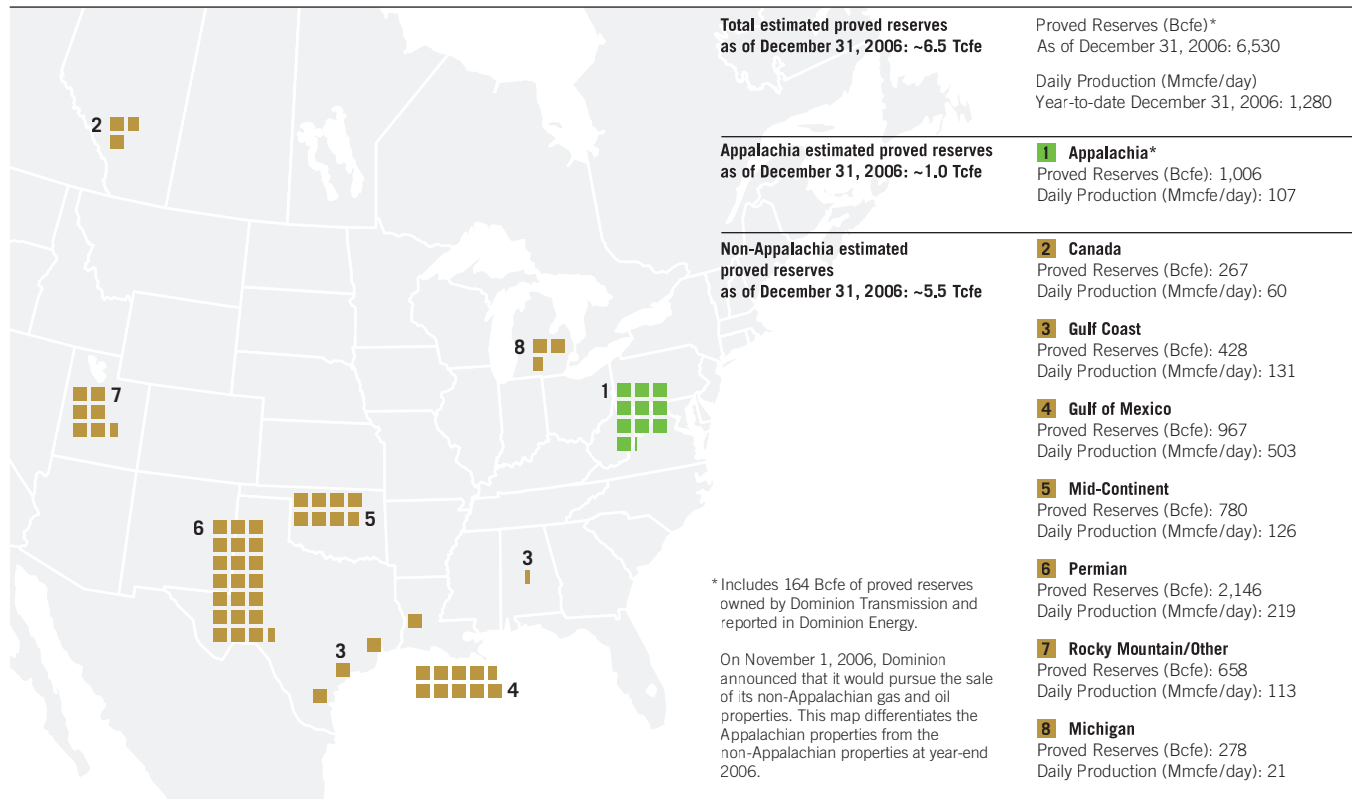 Total estimated proved reserves
as of December 31, 2006: ~6.5 Tcfe
Proved Reserves (Bcfe)*
As of December 31, 2006: 6,530
Daily Production (Mmcfe/day)
Year-to-date December 31, 2006: 1,280
Appalachia estimated proved reserves
as of December 31, 2006: ~1.0 Tcfe
1 Appalachia*
Proved Reserves (Bcfe): 1,006
Daily Production (Mmcfe/day): 107
Non-Appalachia estimated
proved reserves
as of December 31, 2006: ~5.5 Tcfe
2 Canada
Proved Reserves (Bcfe): 267
Daily Production (Mmcfe/day): 60
3 Gulf Coast
Proved Reserves (Bcfe): 428
Daily Production (Mmcfe/day): 131
4 Gulf of Mexico
Proved Reserves (Bcfe): 967
Daily Production (Mmcfe/day): 503
5 Mid-Continent
Proved Reserves (Bcfe): 780
Daily Production (Mmcfe/day): 126
6 Permian
Proved Reserves (Bcfe): 2,146
Daily Production (Mmcfe/day): 219
7 Rocky Mountain/Other
Proved Reserves (Bcfe): 658
Daily Production (Mmcfe/day): 113
8 Michigan
Proved Reserves (Bcfe): 278
Daily Production (Mmcfe/day): 21
2
8
7
1
5
6
3
3
4
*Includes 164 Bcfe of proved reserves
owned by Dominion Transmission and
reported in Dominion Energy.
On November 1, 2006, Dominion
announced that it would pursue the sale
of its non-Appalachian gas and oil
properties. This map differentiates the
Appalachian properties from the
non-Appalachian properties at year-end
2006.